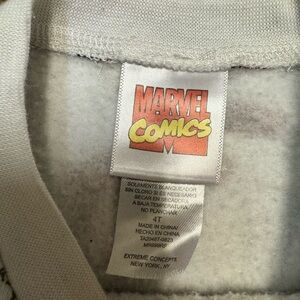 MARVEL
COMICS
SOLAMENTE BLANQUEADOR
SIN CLORO SI ES NECESARIO
SECAR EN SECADORA
A BAJA TEMPERATURA
NO PLANCHAR
4T
MADE IN CHINA/
HECHO EN CHINA
EXTREME CONCEPTS
NEW YORK, NY